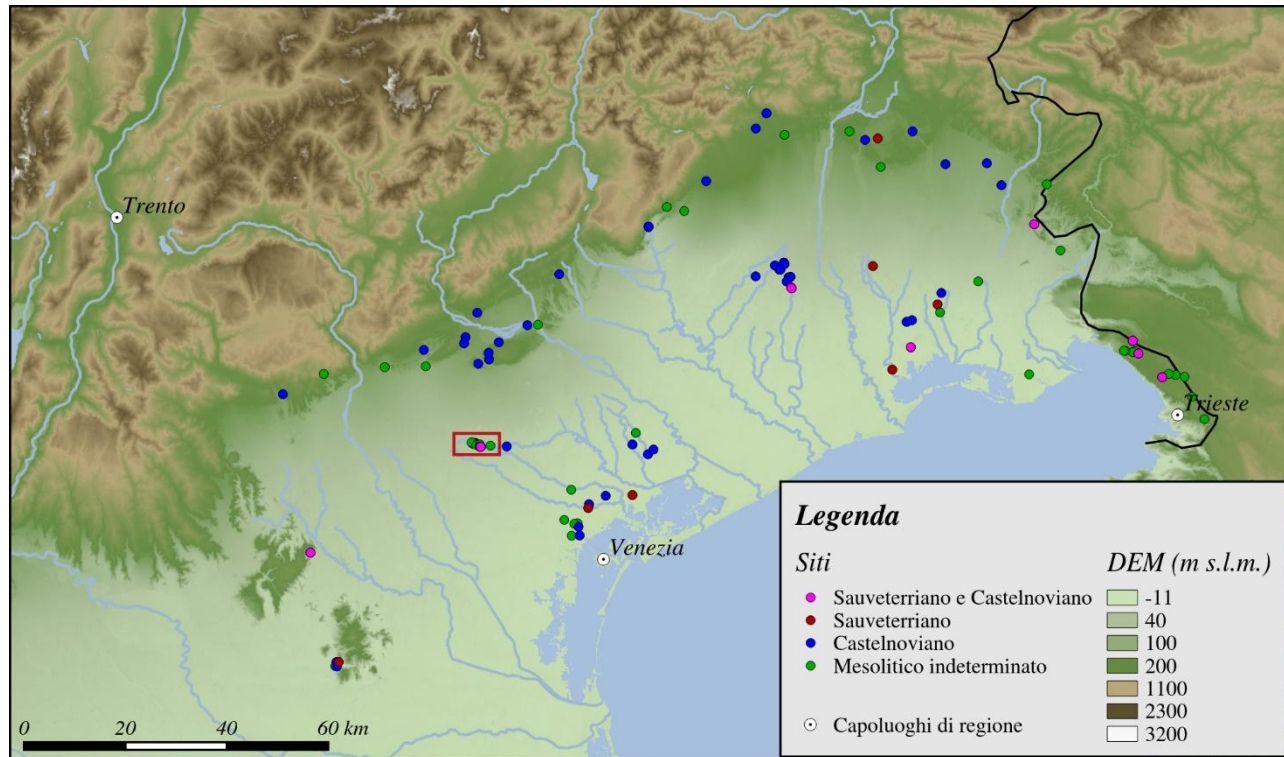 Trento
Trieste
Venezia
0 20 40 60 km
Legenda
Siti
Sauveterriano e Castelnoviano
Sauveterriano
Castelnoviano
Mesolitico indeterminato
Capoluoghi di regione
DEM (m s.l.m.)
-11
40
100
200
1100
2300
3200